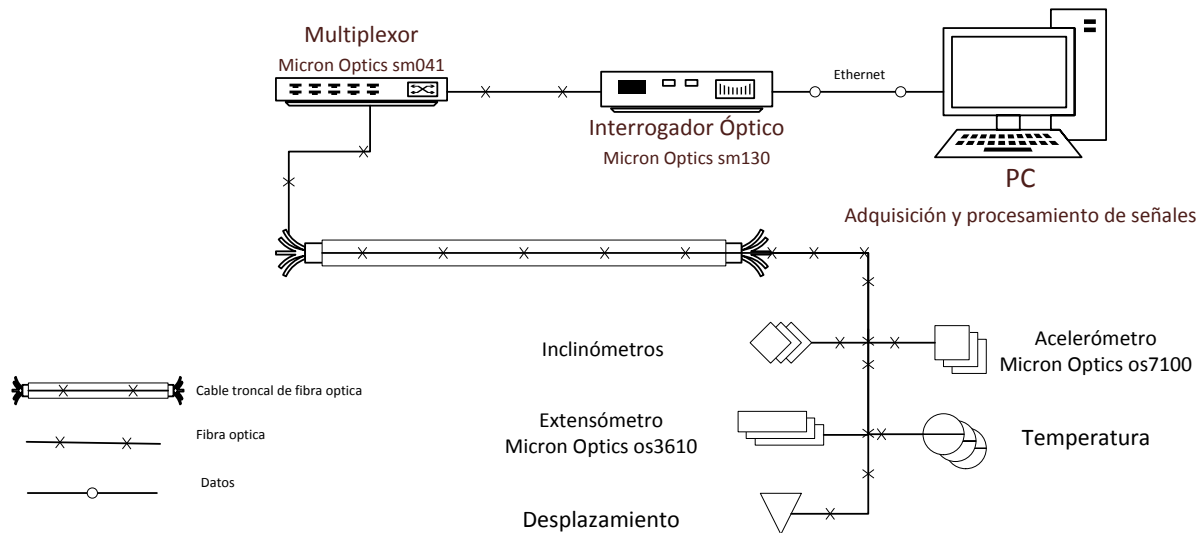 Multiplexor
Micron Optics sm041
Ethernet
Interrogador Óptico
Micron Optics sm130
PC
Adquisición y procesamiento de señales
Inclinómetros
Acelerómetro
Micron Optics os7100
Cable troncal de fibra optica
Extensómetro
Micron Optics os3610
Temperatura
Fibra optica
Datos
Desplazamiento